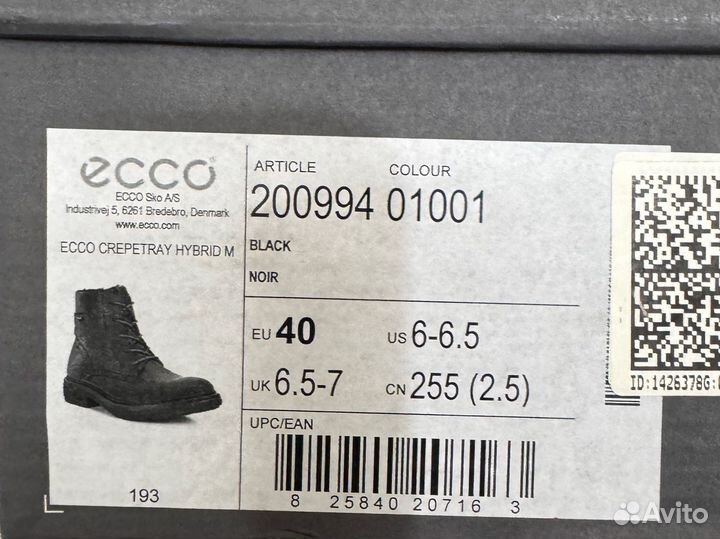 ecco
ECCO Sko A/S
Industrivej 5, 6261 Bredebro, Denmark
www.ecco.com
ECCO CREPETRAY HYBRID M
193
ARTICLE COLOUR
200994 01001
BLACK
NOIR
EU 40 US 6-6.5
UK 6.5-7 CN 255 (2.5)
UPC/EAN
8 25840 20716 3
ID:1426378G:
Avito